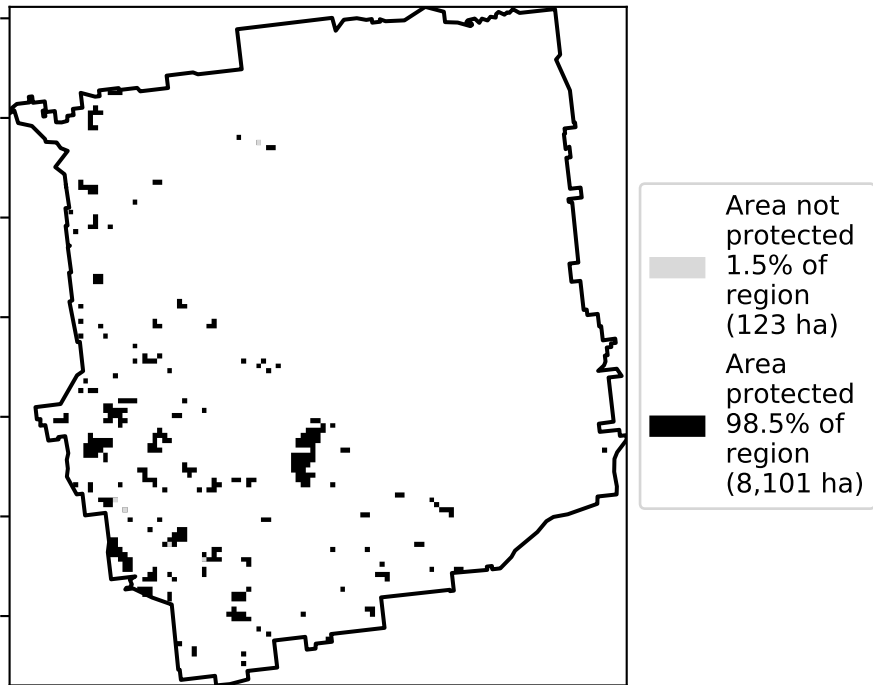 Area not
protected
1.5% of
region
(123 ha)
Area
protected
98.5% of
region
(8,101 ha)